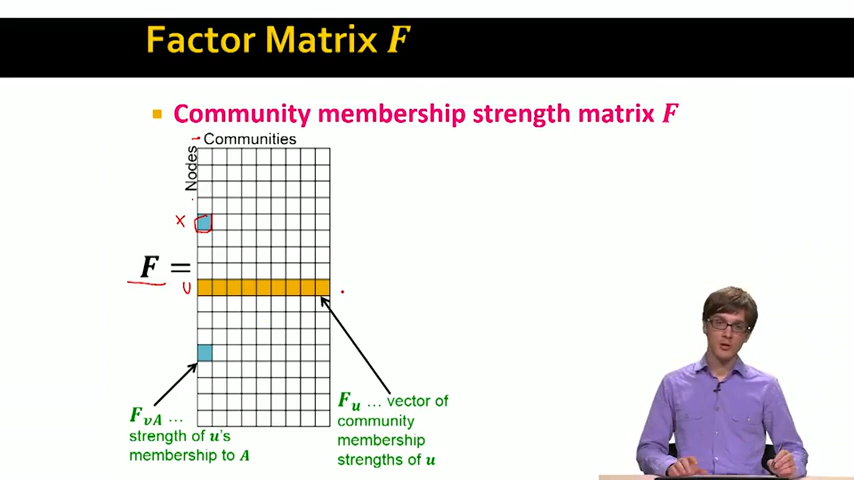 Factor Matrix F
Community membership strength matrix F
Communities
Nodes
X
F =
U
F_vA ...
strength of u's
membership to A
F_u ... vector of
community
membership
strengths of u